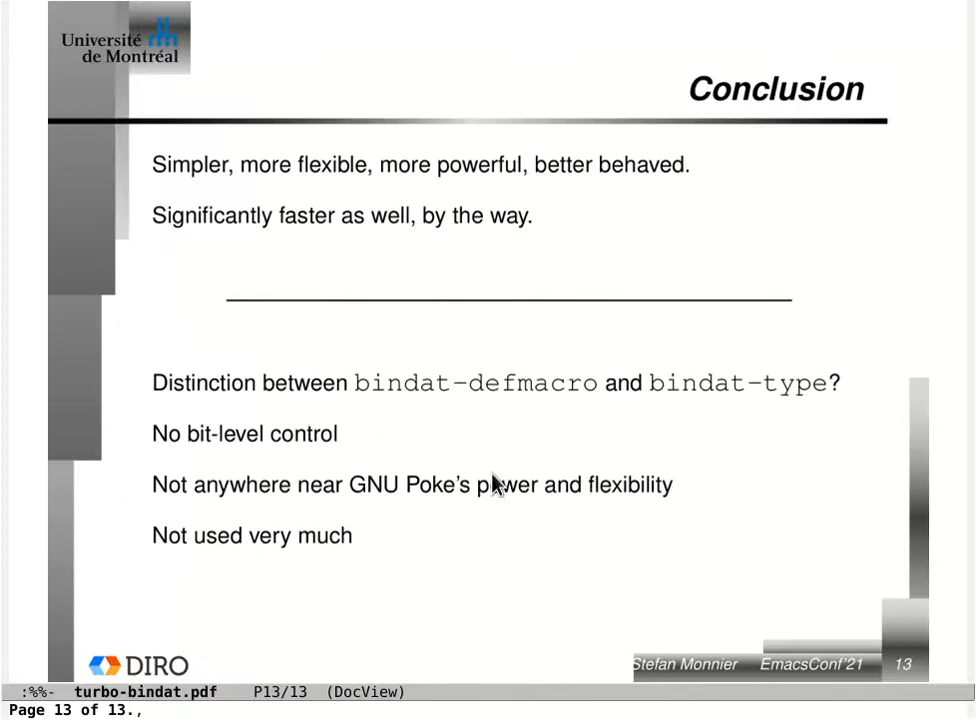 Université
de Montréal
Conclusion
Simpler, more flexible, more powerful, better behaved.
Significantly faster as well, by the way.
Distinction between bindat-defmacro and bindat-type?
No bit-level control
Not anywhere near GNU Poke's power and flexibility
Not used very much
DIRO
Stefan Monnier EmacsConf'21 13
:%%- turbo-bindat.pdf P13/13 (DocView)
Page 13 of 13.,